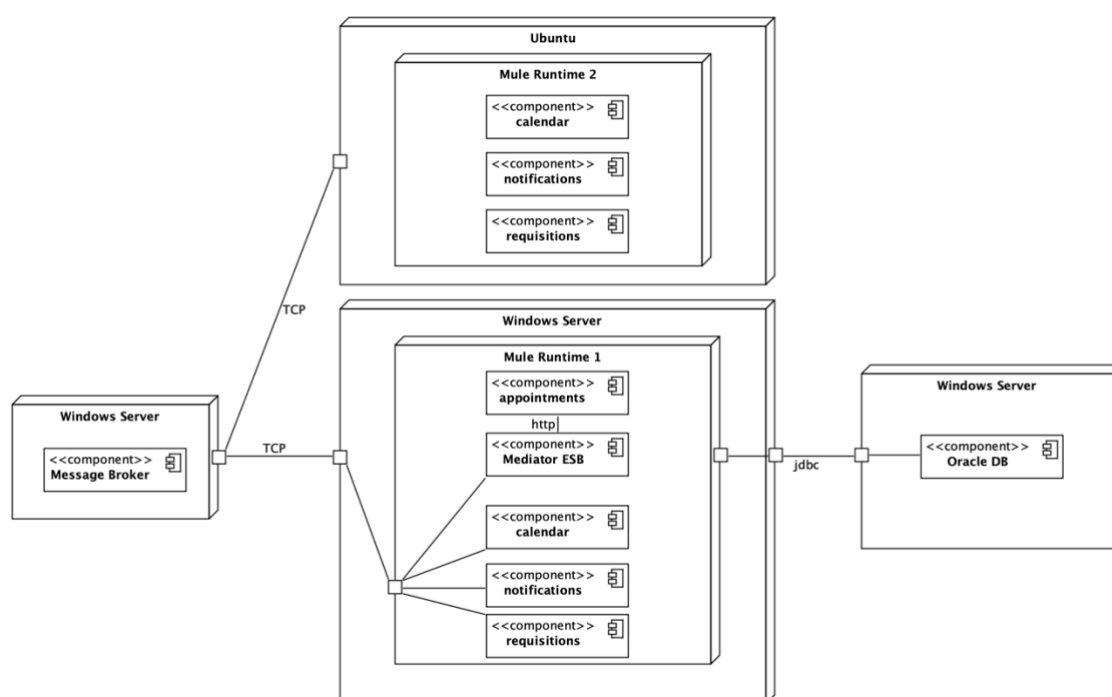 Ubuntu
Mule Runtime 2
<<component>>
calendar
<<component>>
notifications
<<component>>
requisitions
TCP
Windows Server
Mule Runtime 1
<<component>>
appointments
http
<<component>>
Mediator ESB
<<component>>
calendar
<<component>>
notifications
<<component>>
requisitions
Windows Server
<<component>>
Message Broker
TCP
jdbc
Windows Server
<<component>>
Oracle DB